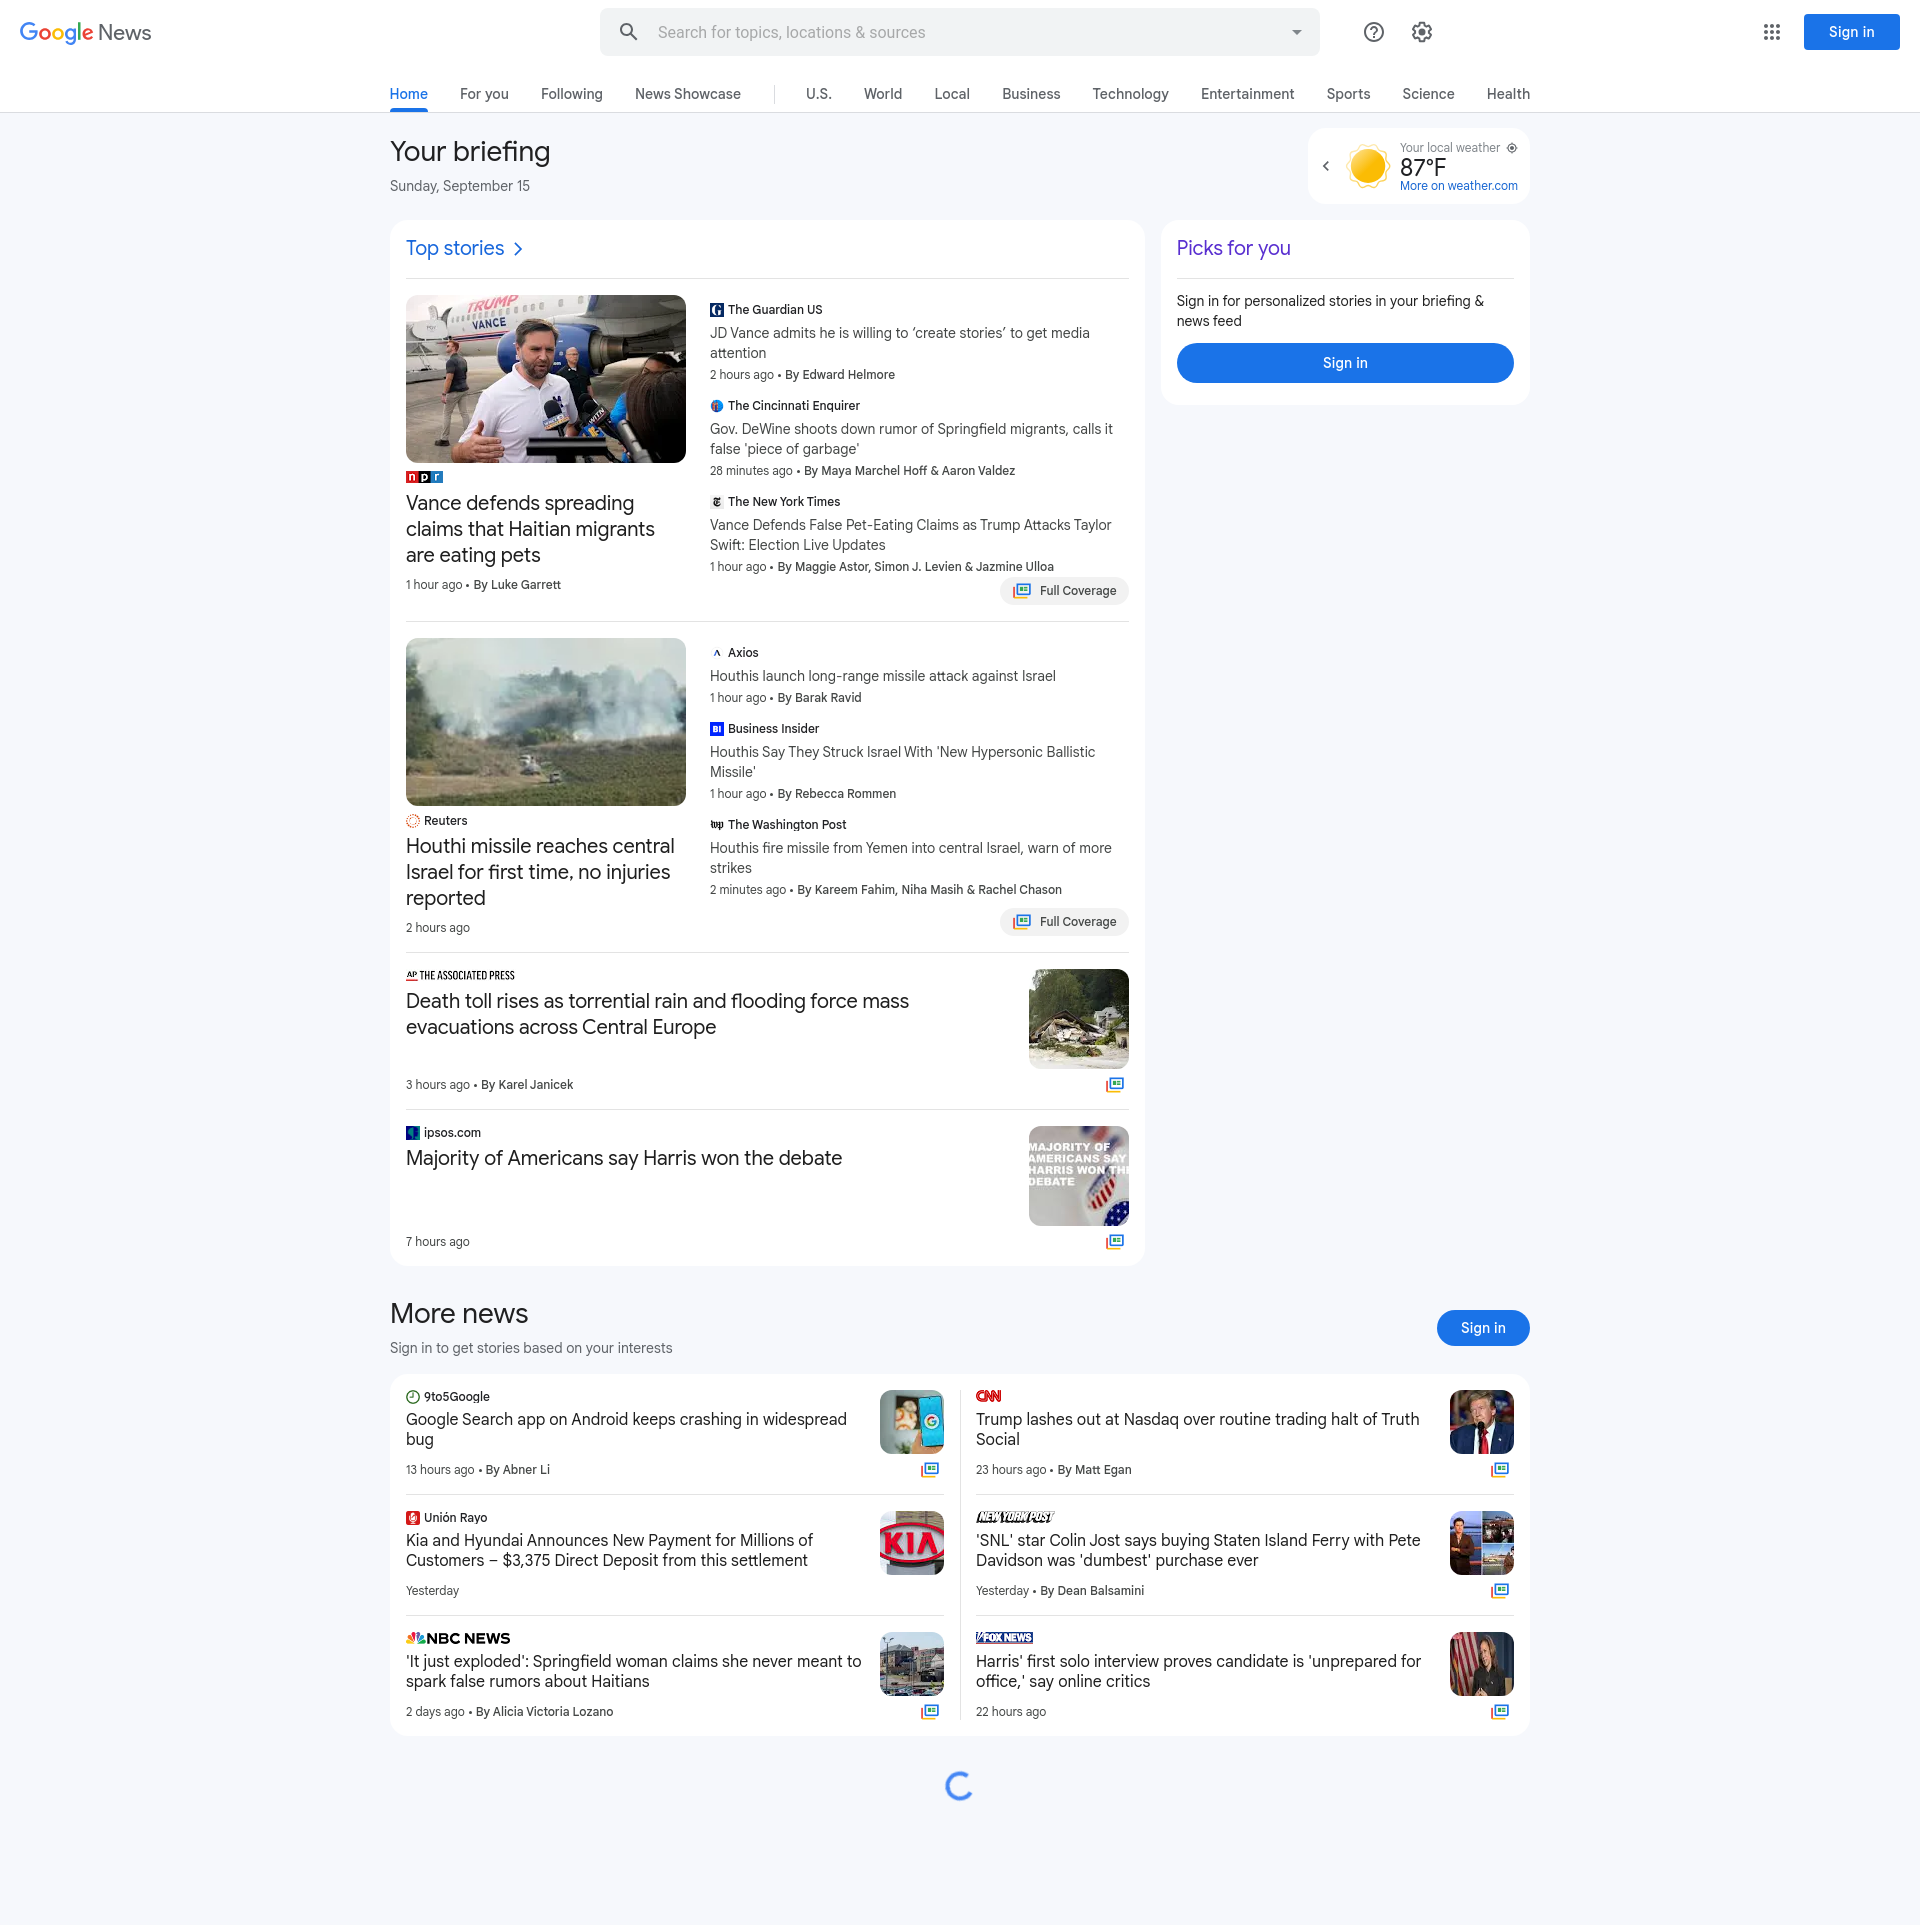 Google News
Search for topics, locations & sources
Sign in
Home
For you
Following
News Showcase
U.S.
World
Local
Business
Technology
Entertainment
Sports
Science
Health
Your briefing
Sunday, September 15
Your local weather
87°F
More on weather.com
Top stories
TRUMP
VANCE
npr
Vance defends spreading
claims that Haitian migrants
are eating pets
1 hour ago • By Luke Garrett
The Guardian US
JD Vance admits he is willing to ‘create stories’ to get media
attention
2 hours ago • By Edward Helmore
The Cincinnati Enquirer
Gov. DeWine shoots down rumor of Springfield migrants, calls it
false 'piece of garbage'
28 minutes ago • By Maya Marchel Hoff & Aaron Valdez
The New York Times
Vance Defends False Pet-Eating Claims as Trump Attacks Taylor
Swift: Election Live Updates
1 hour ago • By Maggie Astor, Simon J. Levien & Jazmine Ulloa
Full Coverage
Reuters
Houthi missile reaches central
Israel for first time, no injuries
reported
2 hours ago
Axios
Houthis launch long-range missile attack against Israel
1 hour ago • By Barak Ravid
BI Business Insider
Houthis Say They Struck Israel With 'New Hypersonic Ballistic
Missile'
1 hour ago • By Rebecca Rommen
wp The Washington Post
Houthis fire missile from Yemen into central Israel, warn of more
strikes
2 minutes ago • By Kareem Fahim, Niha Masih & Rachel Chason
Full Coverage
AP THE ASSOCIATED PRESS
Death toll rises as torrential rain and flooding force mass
evacuations across Central Europe
3 hours ago • By Karel Janicek
ipsos.com
Majority of Americans say Harris won the debate
7 hours ago
MAJORITY OF
AMERICANS SAY
HARRIS WON THE
DEBATE
Picks for you
Sign in for personalized stories in your briefing &
news feed
Sign in
More news
Sign in to get stories based on your interests
Sign in
9to5Google
Google Search app on Android keeps crashing in widespread
bug
13 hours ago • By Abner Li
Unión Rayo
Kia and Hyundai Announces New Payment for Millions of
Customers – $3,375 Direct Deposit from this settlement
Yesterday
KIA
NBC NEWS
'It just exploded': Springfield woman claims she never meant to
spark false rumors about Haitians
2 days ago • By Alicia Victoria Lozano
CNN
Trump lashes out at Nasdaq over routine trading halt of Truth
Social
23 hours ago • By Matt Egan
NEW YORK POST
'SNL' star Colin Jost says buying Staten Island Ferry with Pete
Davidson was 'dumbest' purchase ever
Yesterday • By Dean Balsamini
FOX NEWS
Harris' first solo interview proves candidate is 'unprepared for
office,' say online critics
22 hours ago